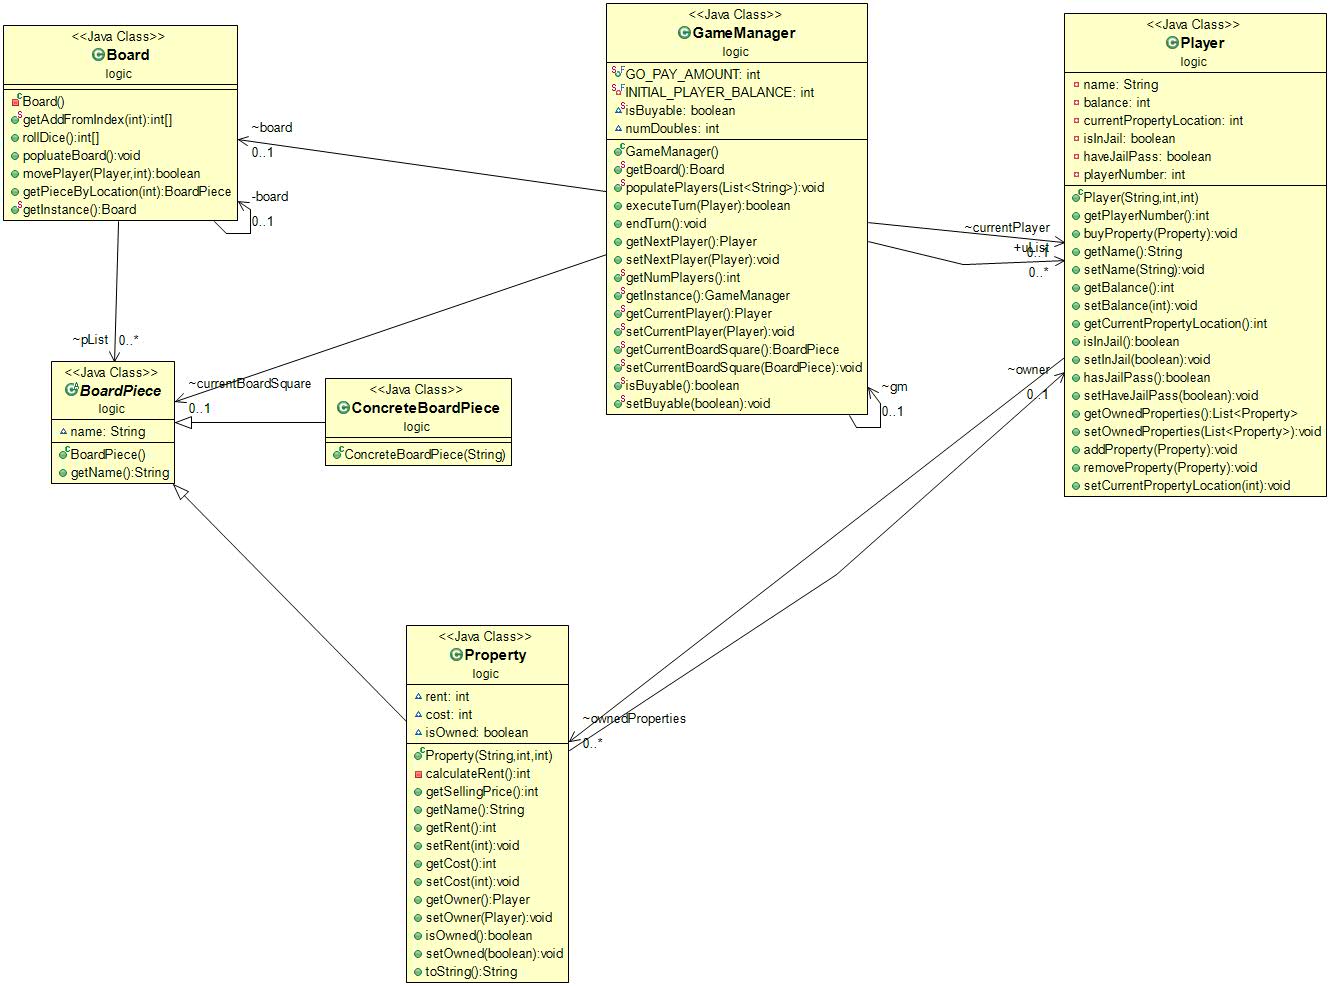 <<Java Class>>
Board
logic
Board()
getAddFromIndex(int):int[]
rollDice():int[]
popluateBoard():void
movePlayer(Player,int):boolean
getPieceByLocation(int):BoardPiece
getInstance():Board
~board
0..1
-board
0..1
~pList
0..*
<<Java Class>>
BoardPiece
logic
name: String
BoardPiece()
getName():String
~currentBoardSquare
0..1
<<Java Class>>
ConcreteBoardPiece
logic
ConcreteBoardPiece(String)
<<Java Class>>
GameManager
logic
GO_PAY_AMOUNT: int
INITIAL_PLAYER_BALANCE: int
isBuyable: boolean
numDoubles: int
GameManager()
getBoard():Board
populatePlayers(List<String>):void
executeTurn(Player):boolean
endTurn():void
getNextPlayer():Player
setNextPlayer(Player):void
getNumPlayers():int
getInstance():GameManager
getCurrentPlayer():Player
setCurrentPlayer(Player):void
getCurrentBoardSquare():BoardPiece
setCurrentBoardSquare(BoardPiece):void
isBuyable():boolean
setBuyable(boolean):void
~gm
0..1
~currentPlayer
0..1
+uList
0..*
<<Java Class>>
Player
logic
name: String
balance: int
currentPropertyLocation: int
isInJail: boolean
haveJailPass: boolean
playerNumber: int
Player(String,int,int)
getPlayerNumber():int
buyProperty(Property):void
getName():String
setName(String):void
getBalance():int
setBalance(int):void
getCurrentPropertyLocation():int
isInJail():boolean
setInJail(boolean):void
hasJailPass():boolean
setHaveJailPass(boolean):void
getOwnedProperties():List<Property>
setOwnedProperties(List<Property>):void
addProperty(Property):void
removeProperty(Property):void
setCurrentPropertyLocation(int):void
~owner
0..1
~ownedProperties
0..*
<<Java Class>>
Property
logic
rent: int
cost: int
isOwned: boolean
Property(String,int,int)
calculateRent():int
getSellingPrice():int
getName():String
getRent():int
setRent(int):void
getCost():int
setCost(int):void
getOwner():Player
setOwner(Player):void
isOwned():boolean
setOwned(boolean):void
toString():String